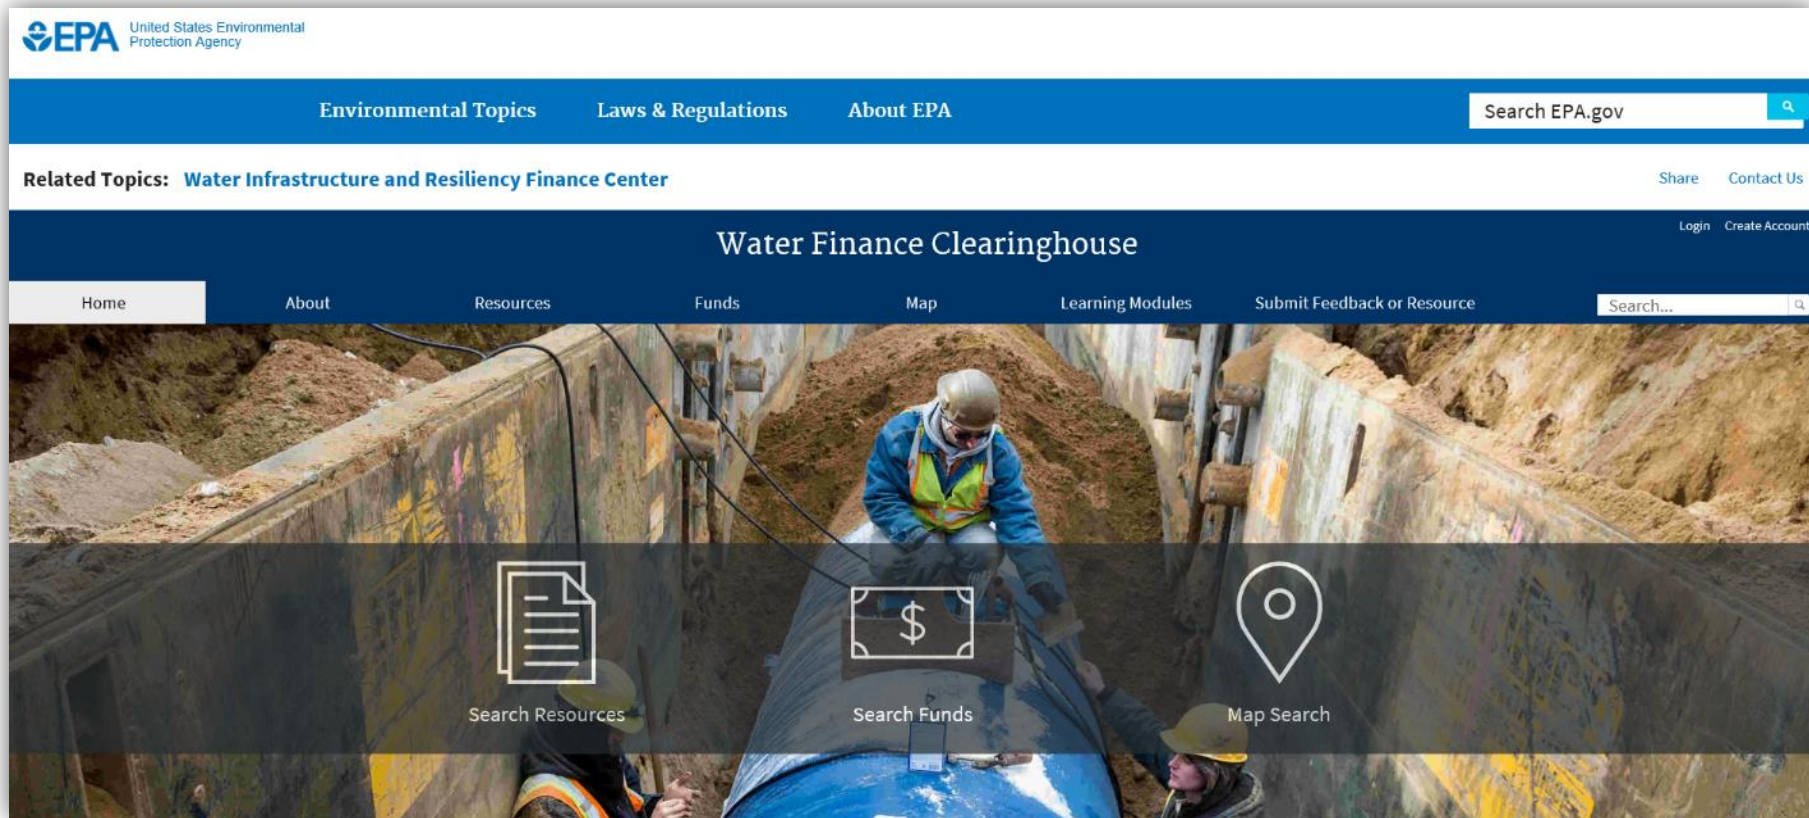 EPA
United States Environmental
Protection Agency
Environmental Topics
Laws & Regulations
About EPA
Search EPA.gov
Related Topics: Water Infrastructure and Resiliency Finance Center
Share
Contact Us
Water Finance Clearinghouse
Login
Create Account
Home
About
Resources
Funds
Map
Learning Modules
Submit Feedback or Resource
Search...
$
Search Resources
Search Funds
Map Search